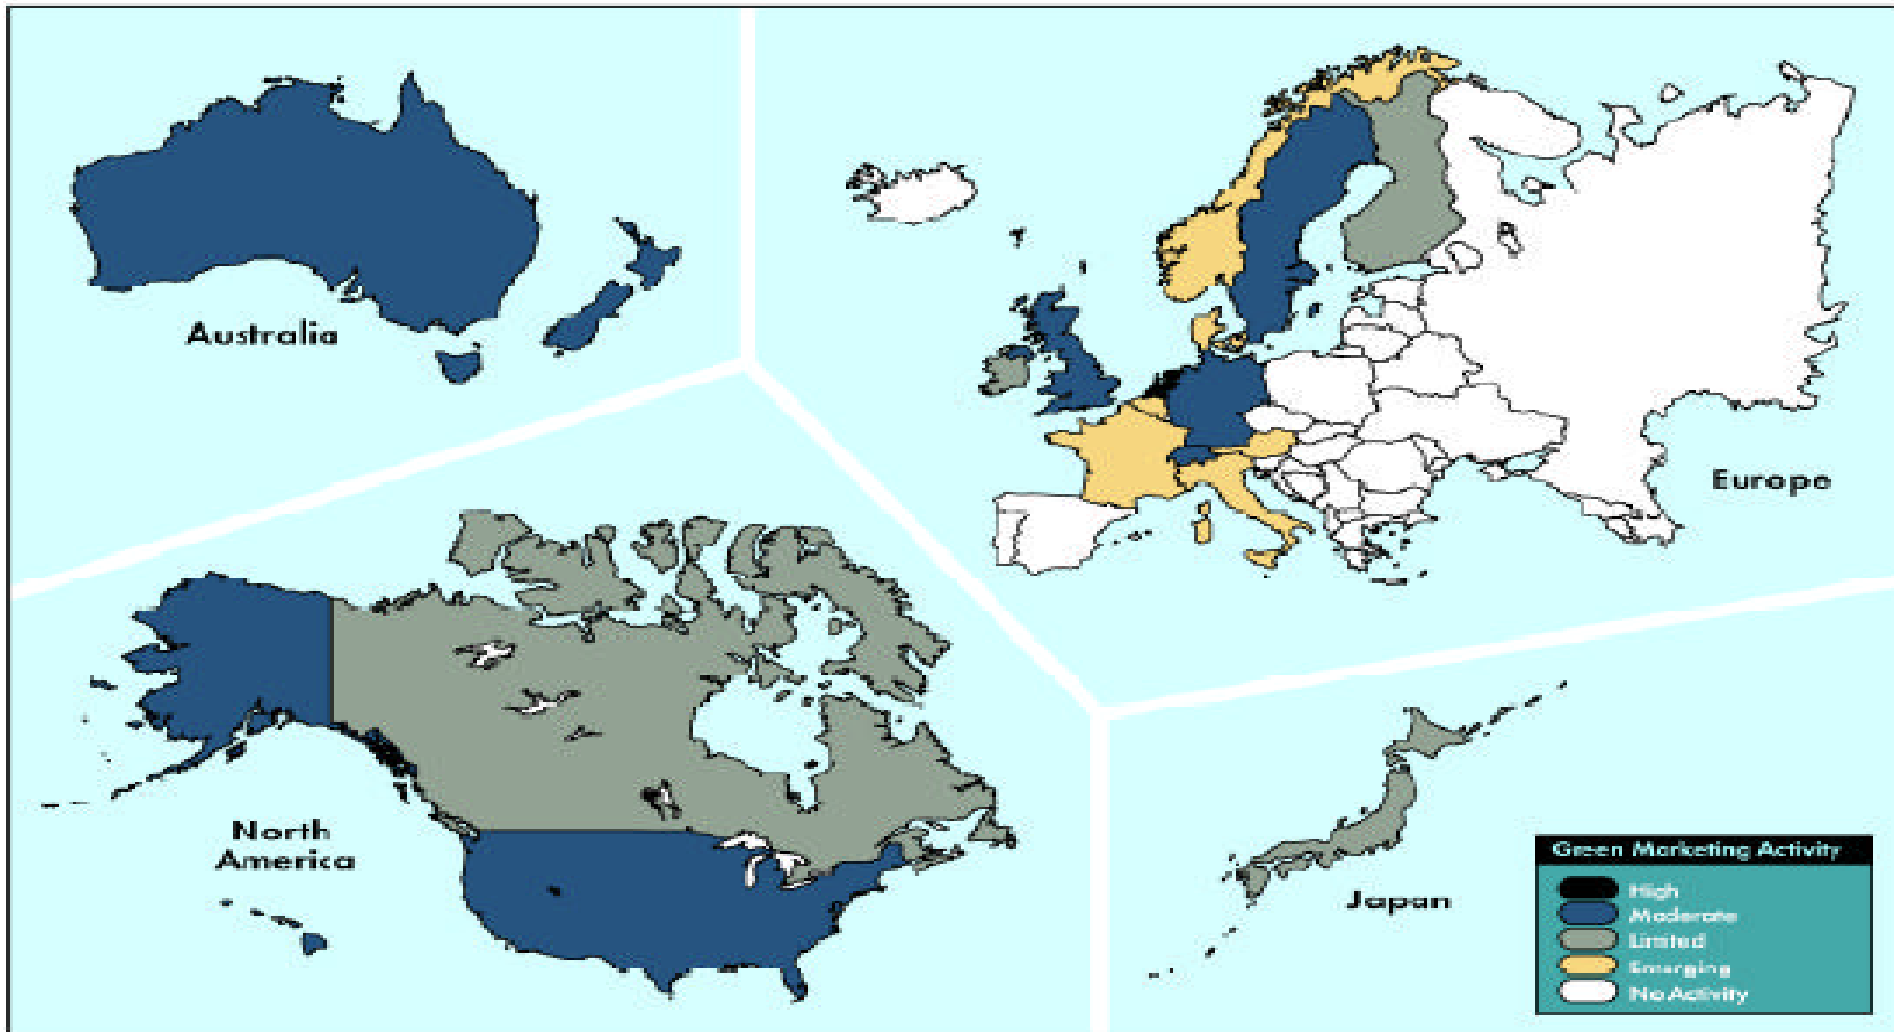 Australia
Europe
North
America
Japan
Green Marketing Activity
High
Moderate
Limited
Emerging
No Activity